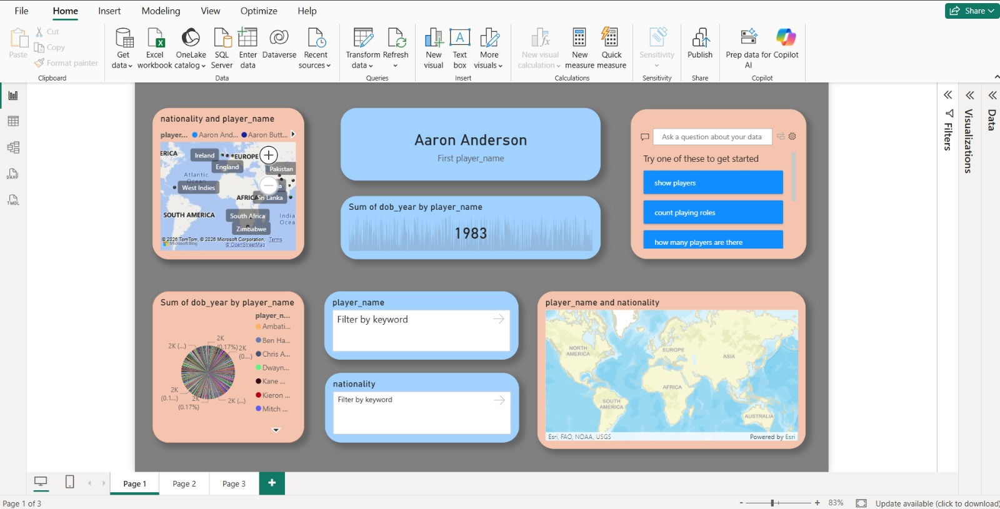 File Home Insert Modeling View Optimize Help Share
Paste
Cut
Copy
Format painter
Clipboard
Get data
Excel workbook
OneLake catalog
SQL Server
Enter data
Dataverse
Recent sources
Data
Transform data
Refresh
Queries
New visual
Text box
More visuals
Insert
New visual calculation
New measure
Quick measure
Calculations
Sensitivity
Sensitivity
Publish
Share
Prep data for AI
Copilot
Copilot
nationality and player_name
player... Aaron And... Aaron Butt...
ERICA
Ireland
EUROPE
England
Pakistan
Atlantic
Ocean
West Indies
AFRICA
Sri Lanka
SOUTH AMERICA
South Africa
India
Ocea
Zimbabwe
© 2026 TomTom, © 2026 Microsoft Corporation, Terms
Microsoft Bing © OpenStreetMap
Aaron Anderson
First player_name
Sum of dob_year by player_name
1983
Ask a question about your data
Try one of these to get started
show players
count playing roles
how many players are there
Sum of dob_year by player_name
player_n...
Ambati...
Ben Ha...
Chris A...
Dwayn...
Kane ...
Kieron ...
Mitch ...
2K (...)
2K
(0.17%)
2K
(0....)
2K
(0.1...)
2K
(0.17%)
2K (...)
player_name
Filter by keyword
nationality
Filter by keyword
player_name and nationality
NORTH
AMERICA
EUROPE
ASIA
AFRICA
SOUTH
AMERICA
AUSTRALIA
Esri, FAO, NOAA, USGS
Powered by Esri
Filters
Visualizations
Data
DAX
TMDL
Page 1
Page 2
Page 3
+
Page 1 of 3
- + 83%
Update available (click to download)